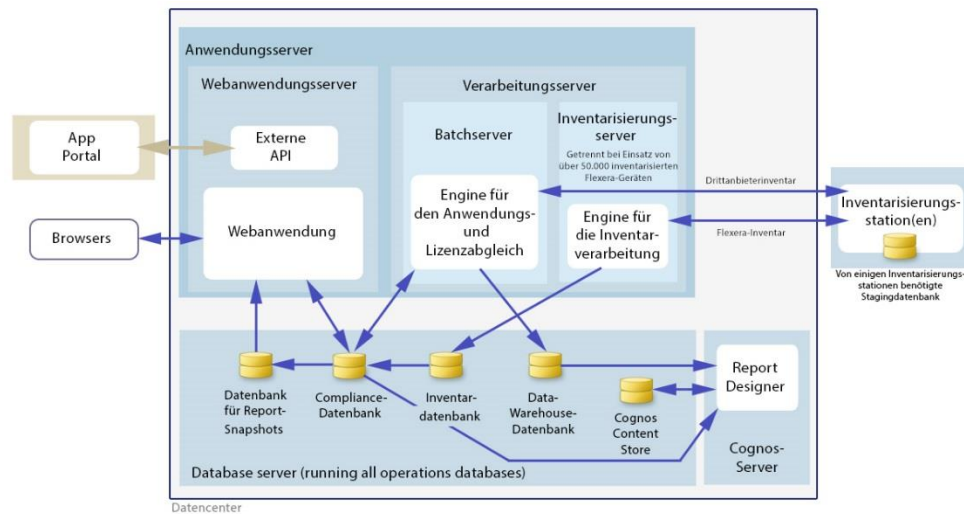 Anwendungsserver
Webanwendungsserver
Verarbeitungsserver
Batchserver
Inventarisierungs-
server
Getrennt bei Einsatz von
über 50.000 inventarisierten
Flexera-Geräten
App
Portal
Externe
API
Engine für
den Anwendungs-
und
Lizenzabgleich
Drittanbieterinventar
Inventarisierungs-
station(en)
Browsers
Webanwendung
Engine für
die Inventar-
verarbeitung
Flexera-Inventar
Von einigen Inventarisierungs-
stationen benötigte
Stagingdatenbank
Datenbank
für Report-
Snapshots
Compliance-
Datenbank
Inventar-
datenbank
Data-
Warehouse-
Datenbank
Cognos
Content
Store
Report
Designer
Cognos-
Server
Database server (running all operations databases)
Datencenter